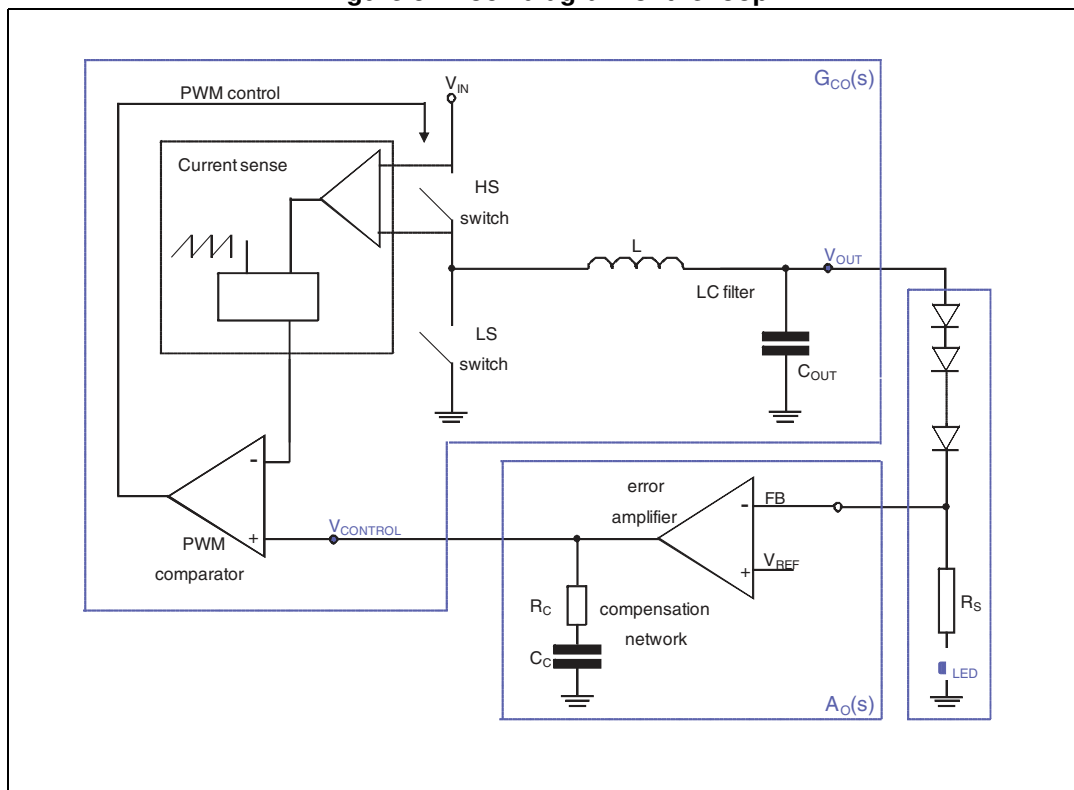 PWM control
V_IN
G_CO(s)
Current sense
HS
switch
L
V_OUT
LC filter
LS
switch
C_OUT
error
amplifier
FB
-
-
V_CONTROL
+
PWM
comparator
V_REF
+
R_C
compensation
network
C_C
R_S
LED
A_O(s)